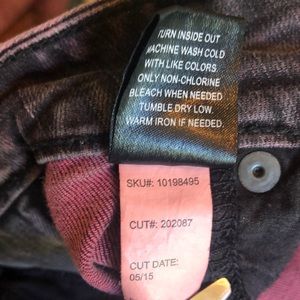 TURN INSIDE OUT
MACHINE WASH COLD
WITH LIKE COLORS.
ONLY NON-CHLORINE
BLEACH WHEN NEEDED
TUMBLE DRY LOW.
WARM IRON IF NEEDED.
SKU#: 10198495
CUT#: 202087
CUT DATE:
05/15